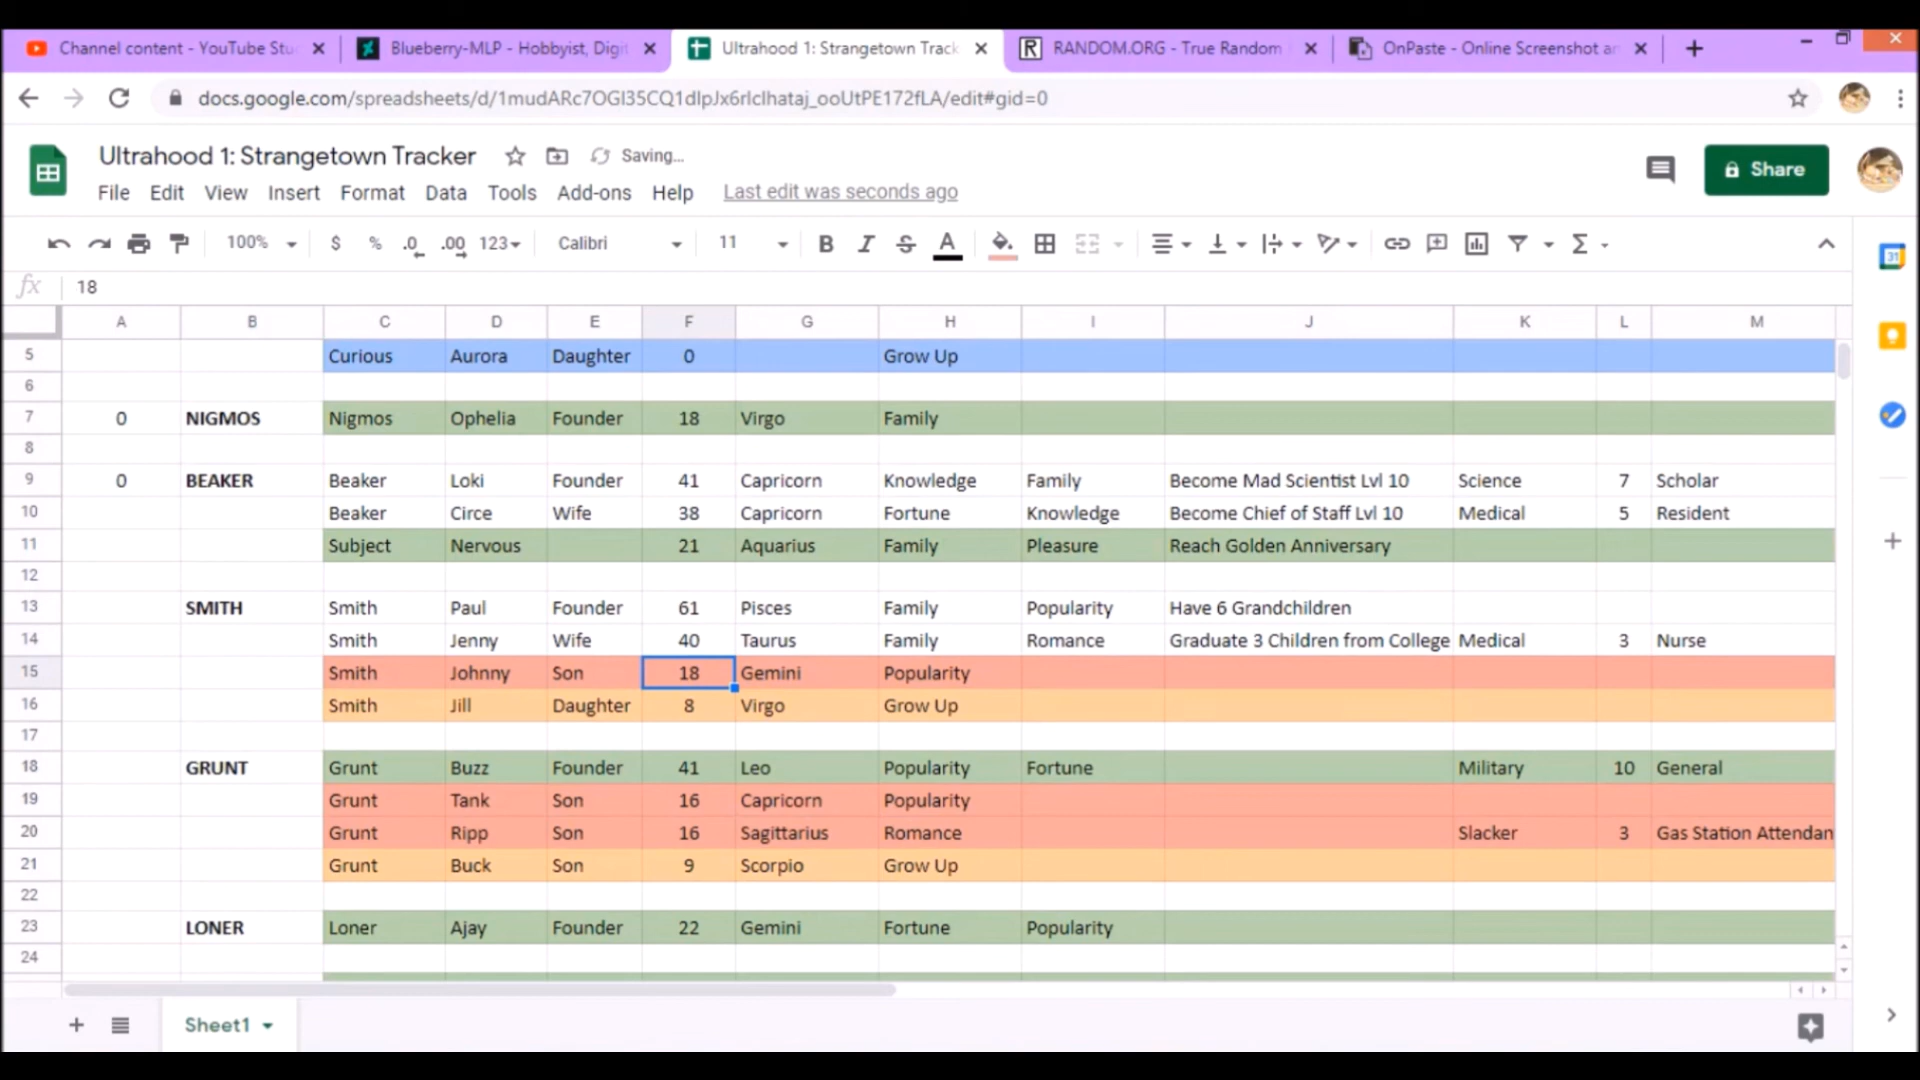 Channel content - YouTube Stu
Blueberry-MLP - Hobbyist, Digit
Ultrahood 1: Strangetown Track
RANDOM.ORG - True Random
OnPaste - Online Screenshot an
Ultrahood 1: Strangetown Tracker Saving...
File Edit View Insert Format Data Tools Add-ons Help Last edit was seconds ago
Share
100% $ % .0 .00 123 Calibri 11 B I S A
31
fx 18
A B C D E F G H I J K L M
5 Curious Aurora Daughter 0 Grow Up
6
7 0 NIGMOS Nigmos Ophelia Founder 18 Virgo Family
8
9 0 BEAKER Beaker Loki Founder 41 Capricorn Knowledge Family Become Mad Scientist Lvl 10 Science 7 Scholar
10 Beaker Circe Wife 38 Capricorn Fortune Knowledge Become Chief of Staff Lvl 10 Medical 5 Resident
11 Subject Nervous 21 Aquarius Family Pleasure Reach Golden Anniversary
12
13 SMITH Smith Paul Founder 61 Pisces Family Popularity Have 6 Grandchildren
14 Smith Jenny Wife 40 Taurus Family Romance Graduate 3 Children from College Medical 3 Nurse
15 Smith Johnny Son 18 Gemini Popularity
16 Smith Jill Daughter 8 Virgo Grow Up
17
18 GRUNT Grunt Buzz Founder 41 Leo Popularity Fortune Military 10 General
19 Grunt Tank Son 16 Capricorn Popularity
20 Grunt Ripp Son 16 Sagittarius Romance Slacker 3 Gas Station Attendan
21 Grunt Buck Son 9 Scorpio Grow Up
22
23 LONER Loner Ajay Founder 22 Gemini Fortune Popularity
24
Sheet1